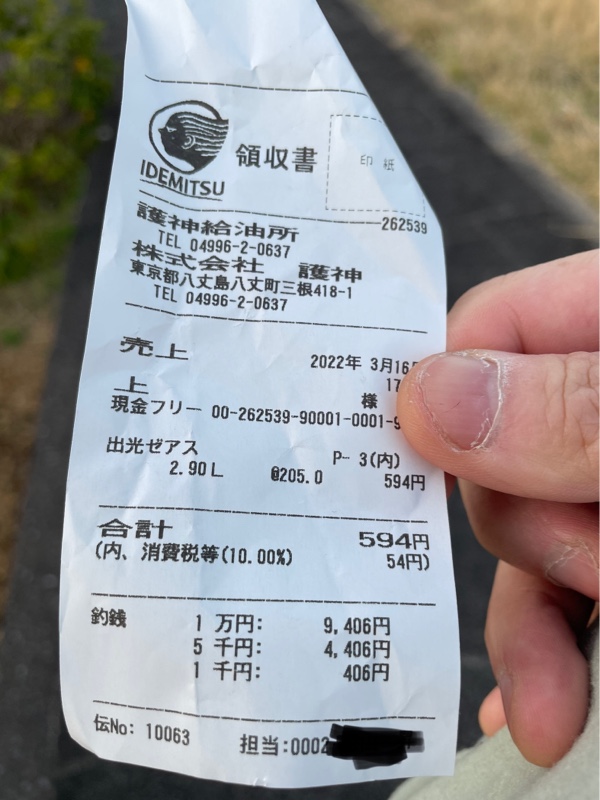 IDEMITSU
領収書
印紙
262539
護神給油所
TEL 04996-2-0637
株式会社 護神
東京都八丈島八丈町三根418-1
TEL 04996-2-0637
売上 2022年 3月16
17
上 様
現金フリー 00-262539-90001-0001-9
出光ゼアス P- 3(内)
2.90L @205.0 594円
合計 594円
(内、消費税等(10.00%) 54円)
釣銭 1 万円: 9,406円
5 千円: 4,406円
1 千円: 406円
伝No: 10063 担当:0002